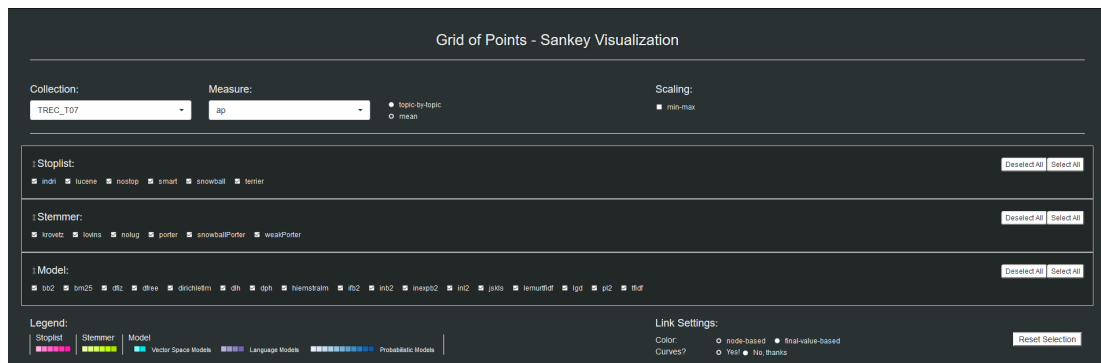 Grid of Points - Sankey Visualization
Collection: Measure: Scaling:
TREC_T07 ap topic-by-topic min-max
mean
Stoplist: Deselect All Select All
indri lucene nostop smart snowball terrier
Stemmer: Deselect All Select All
krovetz lovins nolug porter snowballPorter weakPorter
Model: Deselect All Select All
bb2 bm25 dfiz dfree dirichletlm dlh dph hiemstralm ifb2 inb2 inexpb2 inl2 jskls lemurtfidf lgd pl2 tfidf
Legend: Link Settings:
Stoplist Stemmer Model Color: node-based final-value-based Reset Selection
Vector Space Models Language Models Probabilistic Models Curves? Yes! No, thanks